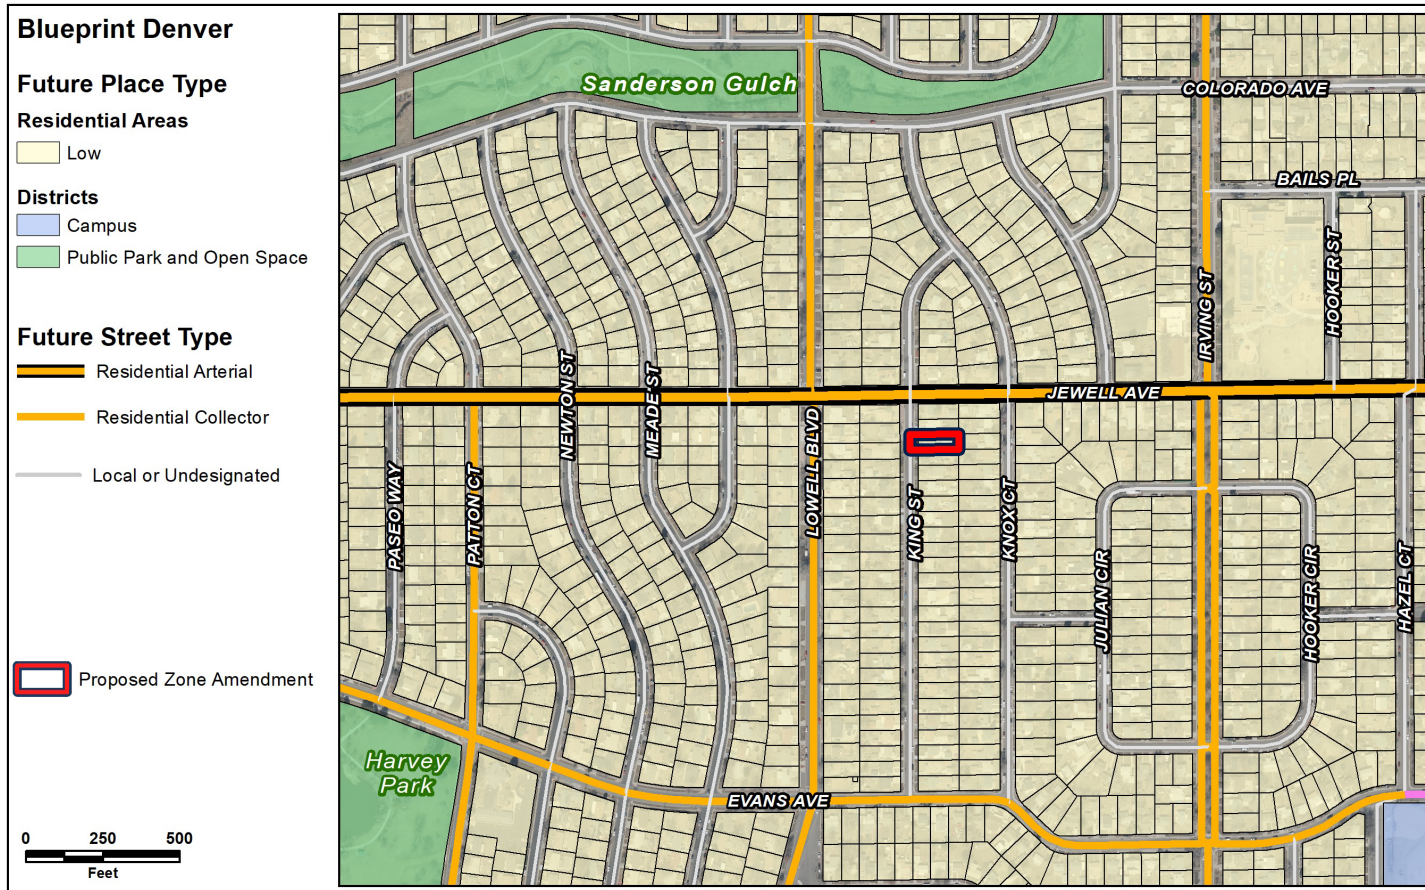 Blueprint Denver
Future Place Type
Residential Areas
Low
Districts
Campus
Public Park and Open Space
Future Street Type
Residential Arterial
Residential Collector
Local or Undesignated
Proposed Zone Amendment
0 250 500
Feet
Sanderson Gulch
COLORADO AVE
BAILS PL
IRVING ST
HOOKER ST
NEWTON ST
MEADE ST
JEWELL AVE
PASEO WAY
PATTON CT
LOWELL BLVD
KING ST
KNOX CT
JULIAN CIR
HOOKER CIR
HAZEL CT
Harvey
Park
EVANS AVE